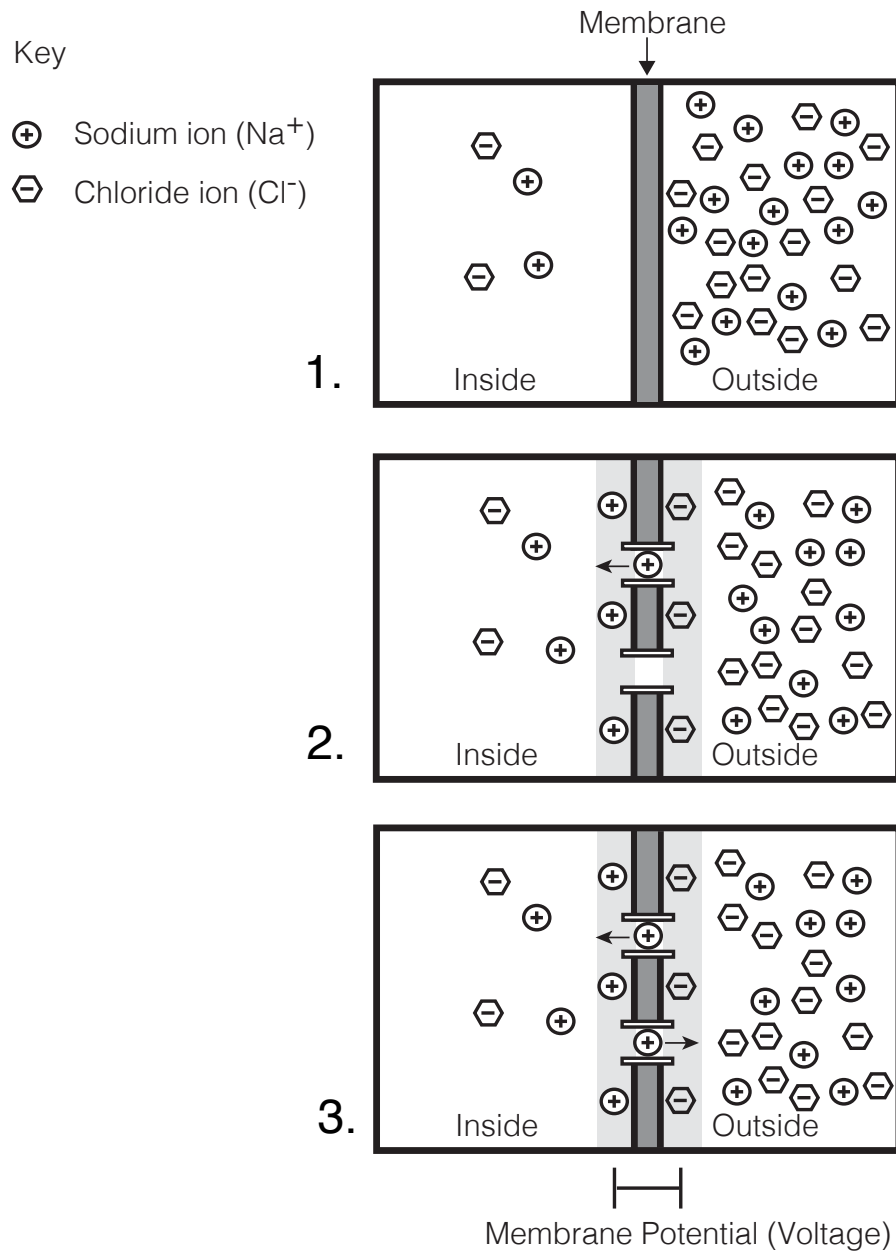 Membrane
Key
Sodium ion (Na+)
Chloride ion (Cl-)
1.
Inside
Outside
2.
Inside
Outside
3.
Inside
Outside
Membrane Potential (Voltage)